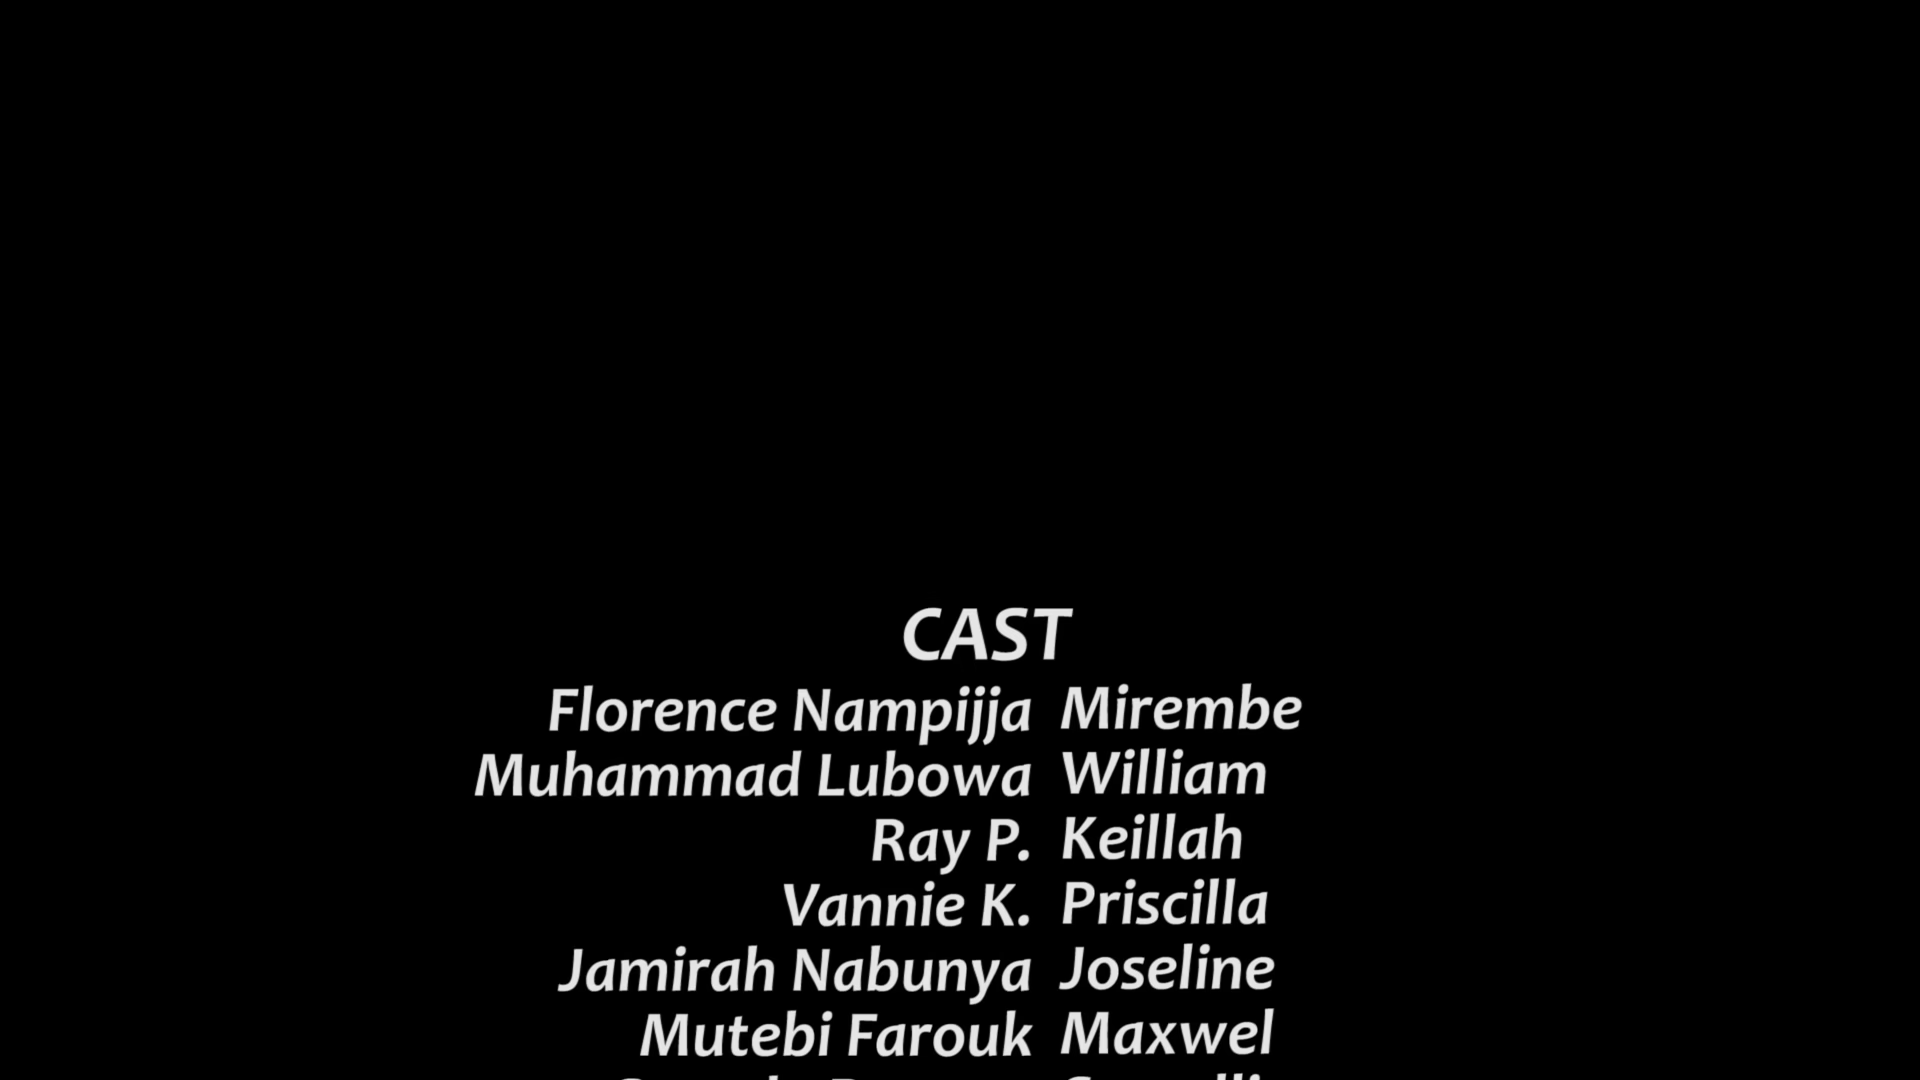 CAST
Florence Nampijja Mirembe
Muhammad Lubowa William
Ray P. Keillah
Vannie K. Priscilla
Jamirah Nabunya Joseline
Mutebi Farouk Maxwel